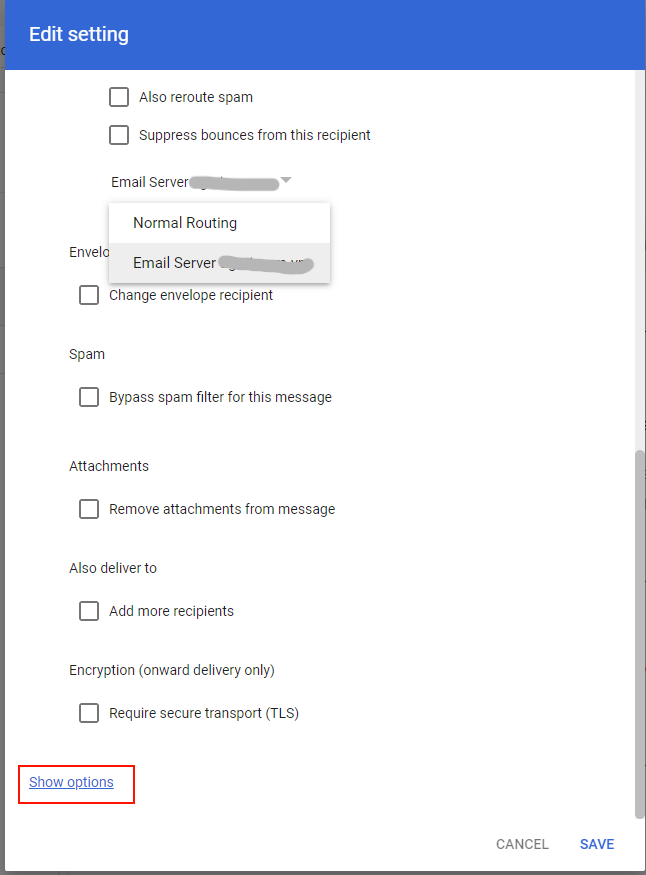 Edit setting
Also reroute spam
Suppress bounces from this recipient
Email Server
Normal Routing
Email Server
Change envelope recipient
Spam
Bypass spam filter for this message
Attachments
Remove attachments from message
Also deliver to
Add more recipients
Encryption (onward delivery only)
Require secure transport (TLS)
Show options
CANCEL SAVE